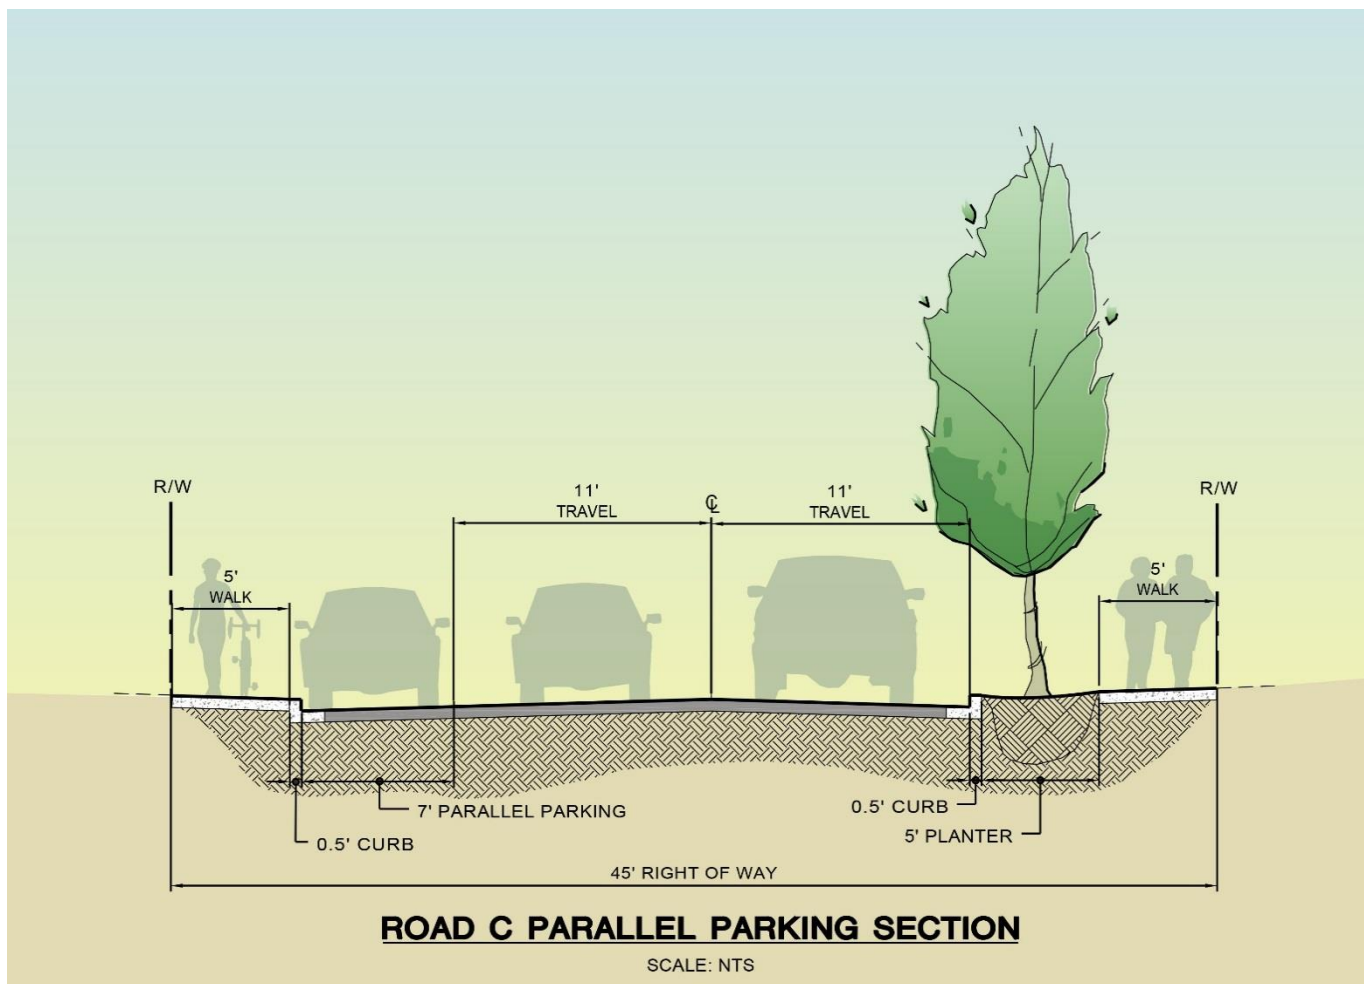 R/W
11'
TRAVEL
℄
11'
TRAVEL
R/W
5'
WALK
5'
WALK
7' PARALLEL PARKING
0.5' CURB
0.5' CURB
5' PLANTER
45' RIGHT OF WAY
ROAD C PARALLEL PARKING SECTION
SCALE: NTS